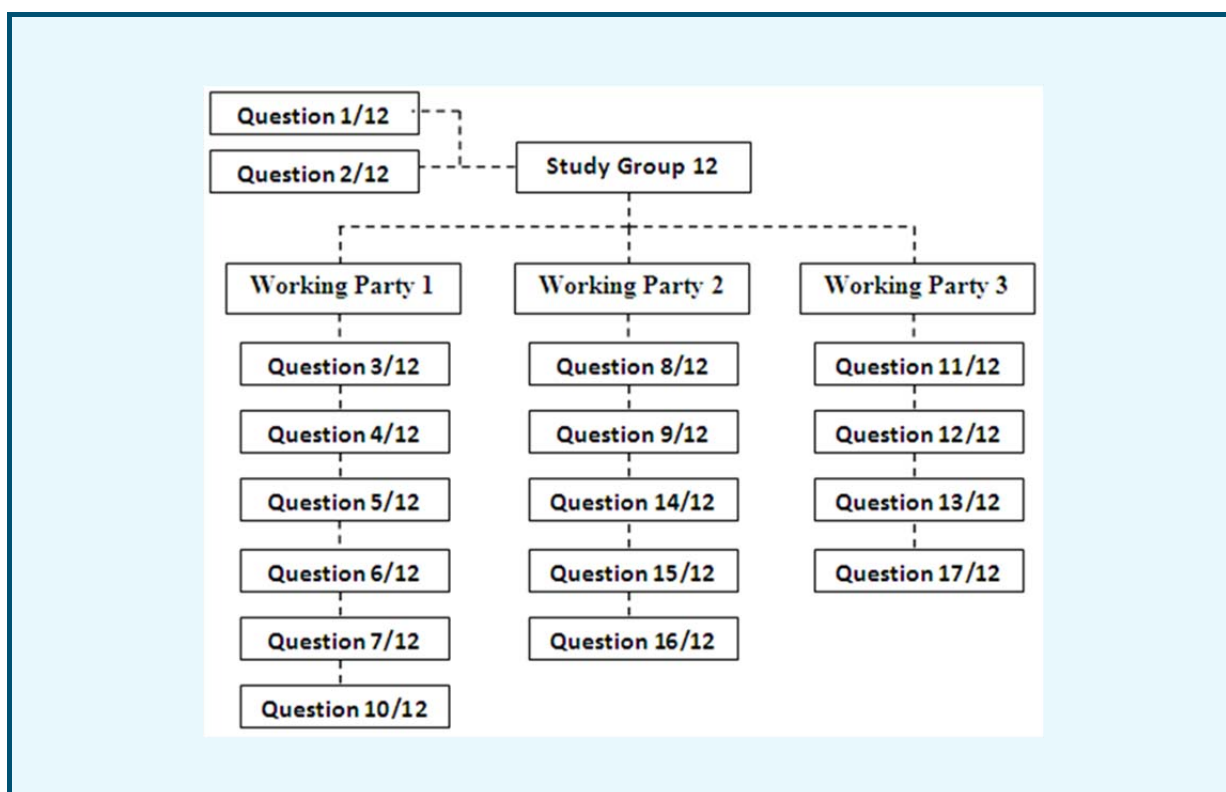 Question 1/12
Question 2/12
Study Group 12
Working Party 1
Working Party 2
Working Party 3
Question 3/12
Question 8/12
Question 11/12
Question 4/12
Question 9/12
Question 12/12
Question 5/12
Question 14/12
Question 13/12
Question 6/12
Question 15/12
Question 17/12
Question 7/12
Question 16/12
Question 10/12